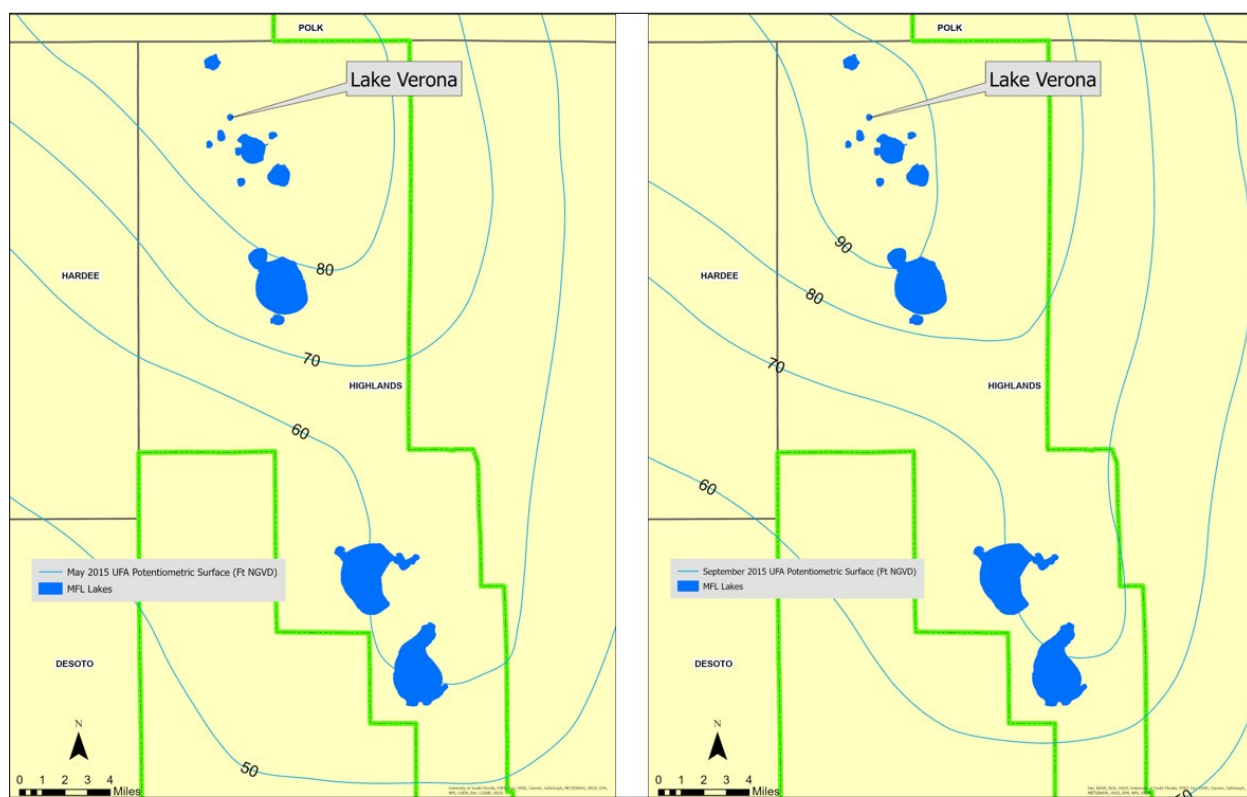 POLK
Lake Verona
HARDEE
80
70
HIGHLANDS
60
May 2015 UFA Potentiometric Surface (Ft NGVD)
MFL Lakes
DESOTO
N
50
0 1 2 3 4
Miles
POLK
Lake Verona
90
HARDEE
80
70
HIGHLANDS
60
September 2015 UFA Potentiometric Surface (Ft NGVD)
MFL Lakes
DESOTO
N
0 1 2 3 4
Miles